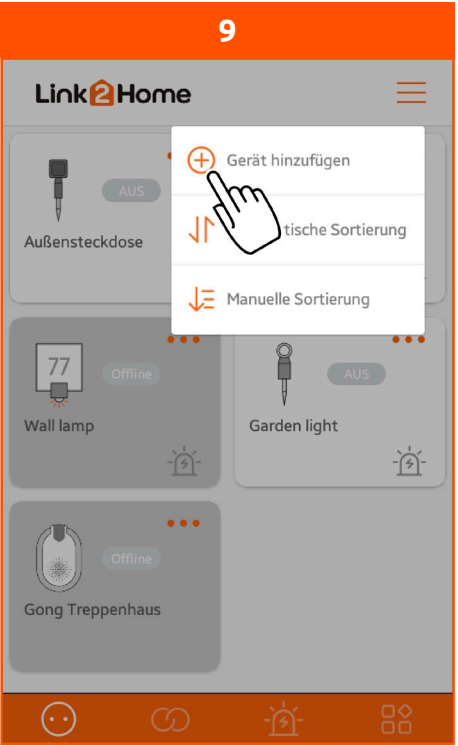 9
Link2Home
Gerät hinzufügen
AUS
Außensteckdose
tische Sortierung
Manuelle Sortierung
77
Offline
Wall lamp
AUS
Garden light
Offline
Gong Treppenhaus